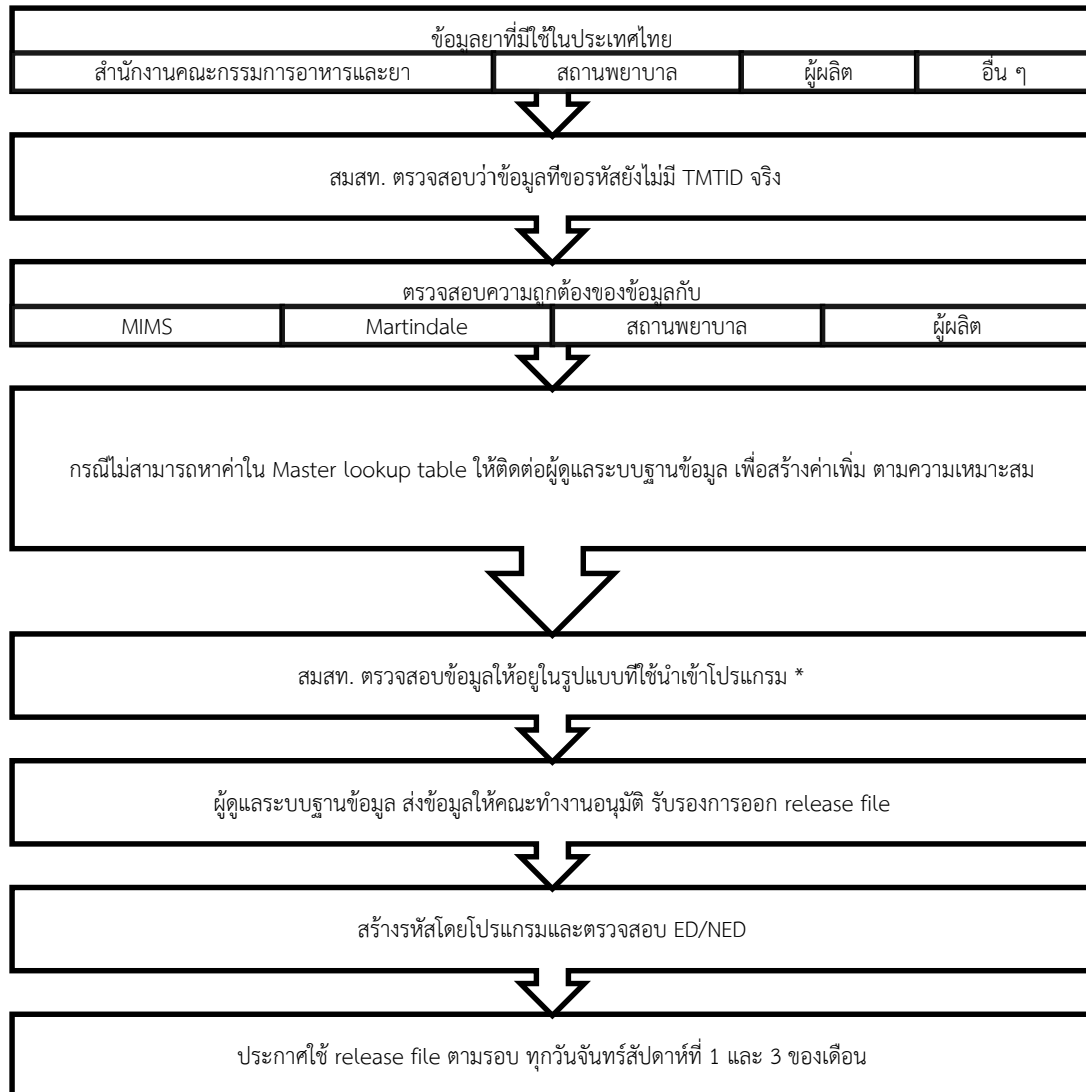 ข้อมูลยาที่มีใช้ในประเทศไทย
สำนักงานคณะกรรมการอาหารและยา สถานพยาบาล ผู้ผลิต อื่น ๆ
สมสท. ตรวจสอบว่าข้อมูลที่ขอรหัสยังไม่มี TMTID จริง
ตรวจสอบความถูกต้องของข้อมูลกับ
MIMS Martindale สถานพยาบาล ผู้ผลิต
กรณีไม่สามารถหาค่าใน Master lookup table ให้ติดต่อผู้ดูแลระบบฐานข้อมูล เพื่อสร้างค่าเพิ่ม ตามความเหมาะสม
สมสท. ตรวจสอบข้อมูลให้อยู่ในรูปแบบที่ใช้นำเข้าโปรแกรม *
ผู้ดูแลระบบฐานข้อมูล ส่งข้อมูลให้คณะทำงานอนุมัติ รับรองการออก release file
สร้างรหัสโดยโปรแกรมและตรวจสอบ ED/NED
ประกาศใช้ release file ตามรอบ ทุกวันจันทร์สัปดาห์ที่ 1 และ 3 ของเดือน